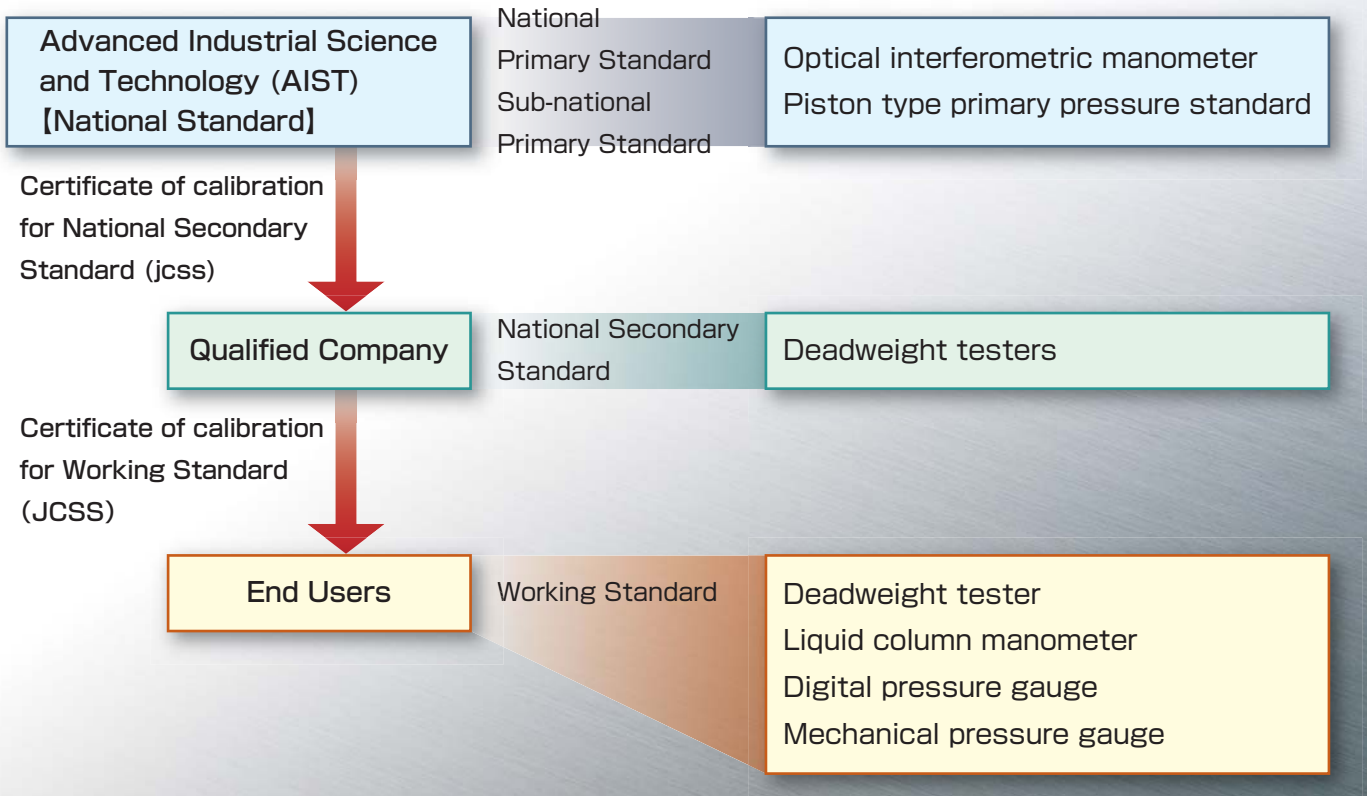 Advanced Industrial Science
and Technology (AIST)
【National Standard】
National
Primary Standard
Sub-national
Primary Standard
Optical interferometric manometer
Piston type primary pressure standard
Certificate of calibration
for National Secondary
Standard (jcss)
Qualified Company
National Secondary
Standard
Deadweight testers
Certificate of calibration
for Working Standard
(JCSS)
End Users
Working Standard
Deadweight tester
Liquid column manometer
Digital pressure gauge
Mechanical pressure gauge